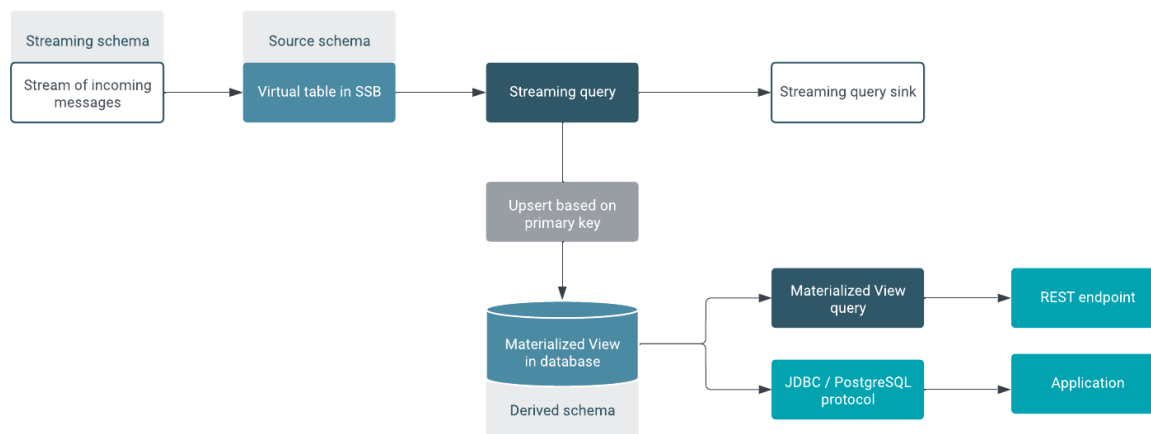 Streaming schema
Source schema
Stream of incoming
messages
Virtual table in SSB
Streaming query
Streaming query sink
Upsert based on
primary key
Materialized View
in database
Derived schema
Materialized View
query
REST endpoint
JDBC / PostgreSQL
protocol
Application